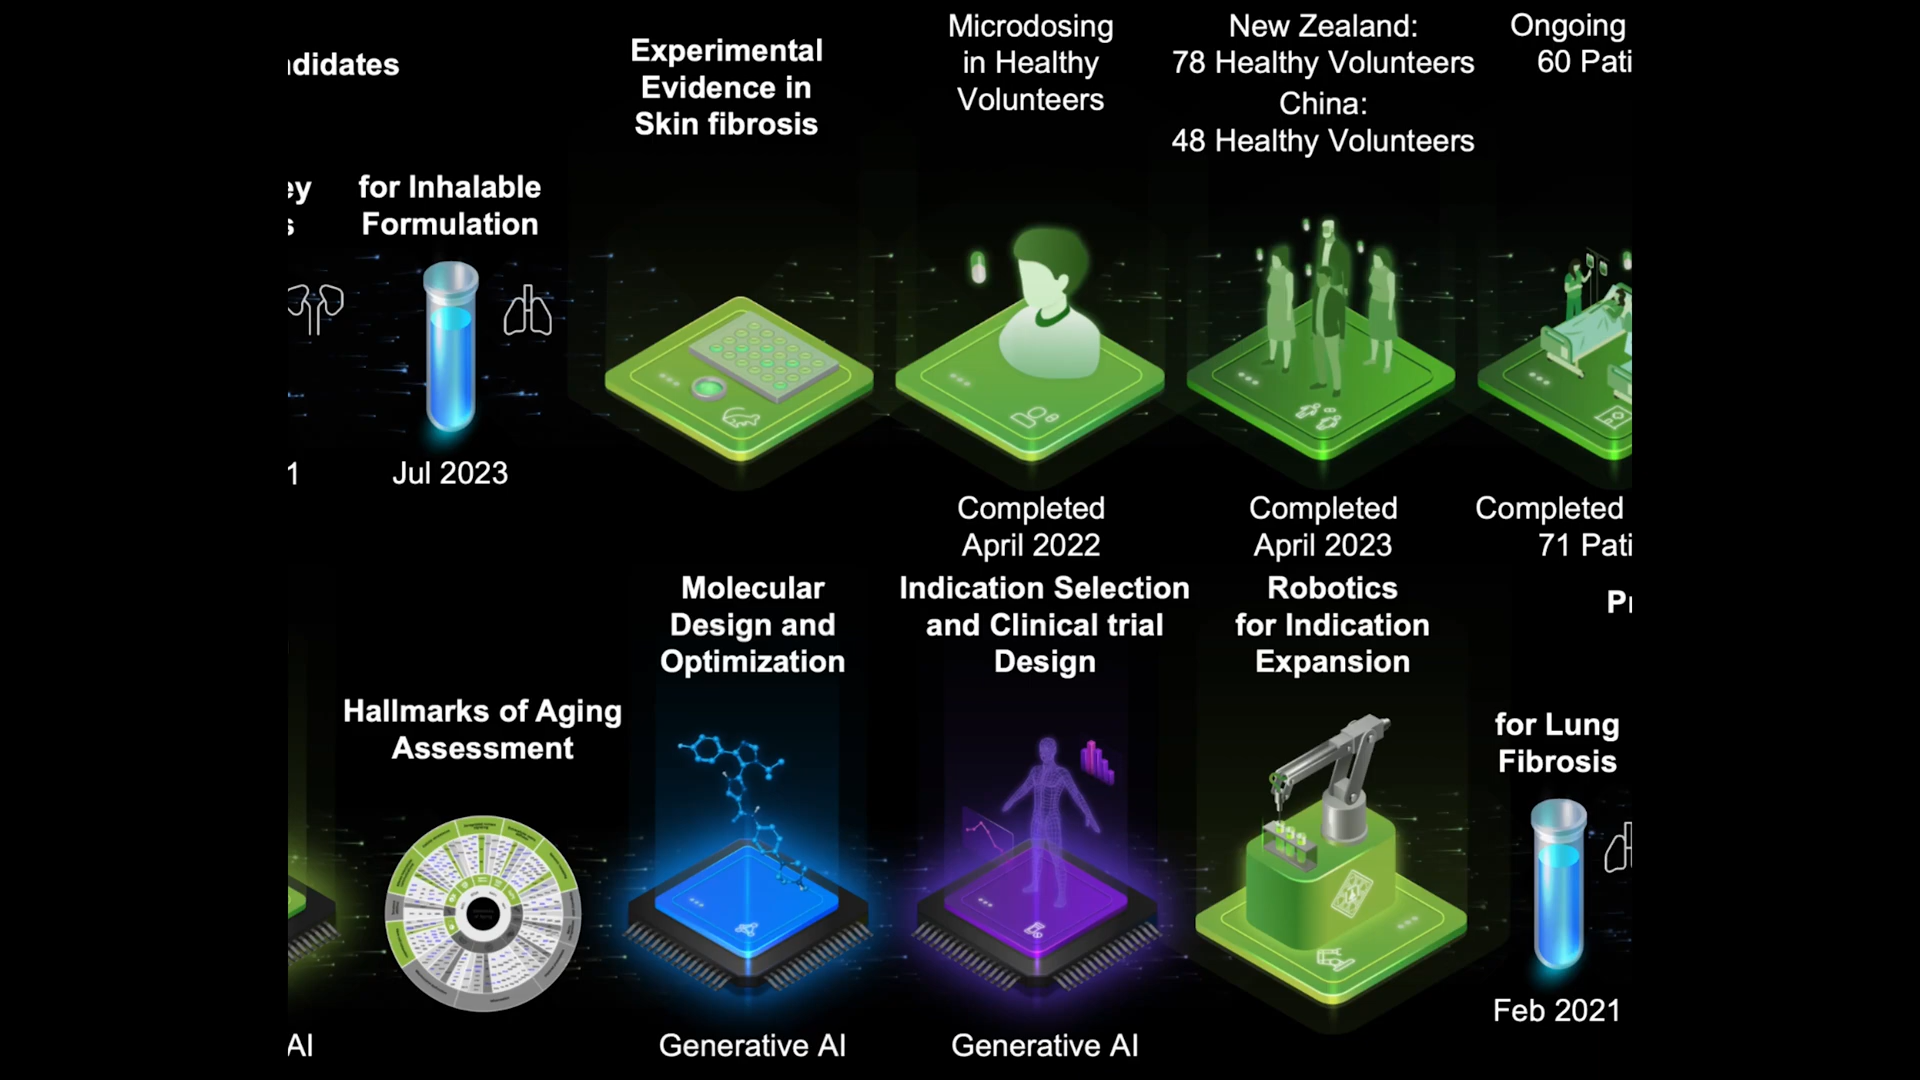 Experimental
Evidence in
Skin fibrosis
Microdosing
in Healthy
Volunteers
New Zealand:
78 Healthy Volunteers
China:
48 Healthy Volunteers
Ongoing
60
for Inhalable
Formulation
Jul 2023
Completed
April 2022
Completed
April 2023
Completed
71
Molecular
Design and
Optimization
Indication Selection
and Clinical trial
Design
Robotics
for Indication
Expansion
Hallmarks of Aging
Assessment
for Lung
Fibrosis
Feb 2021
AI
Generative AI
Generative AI